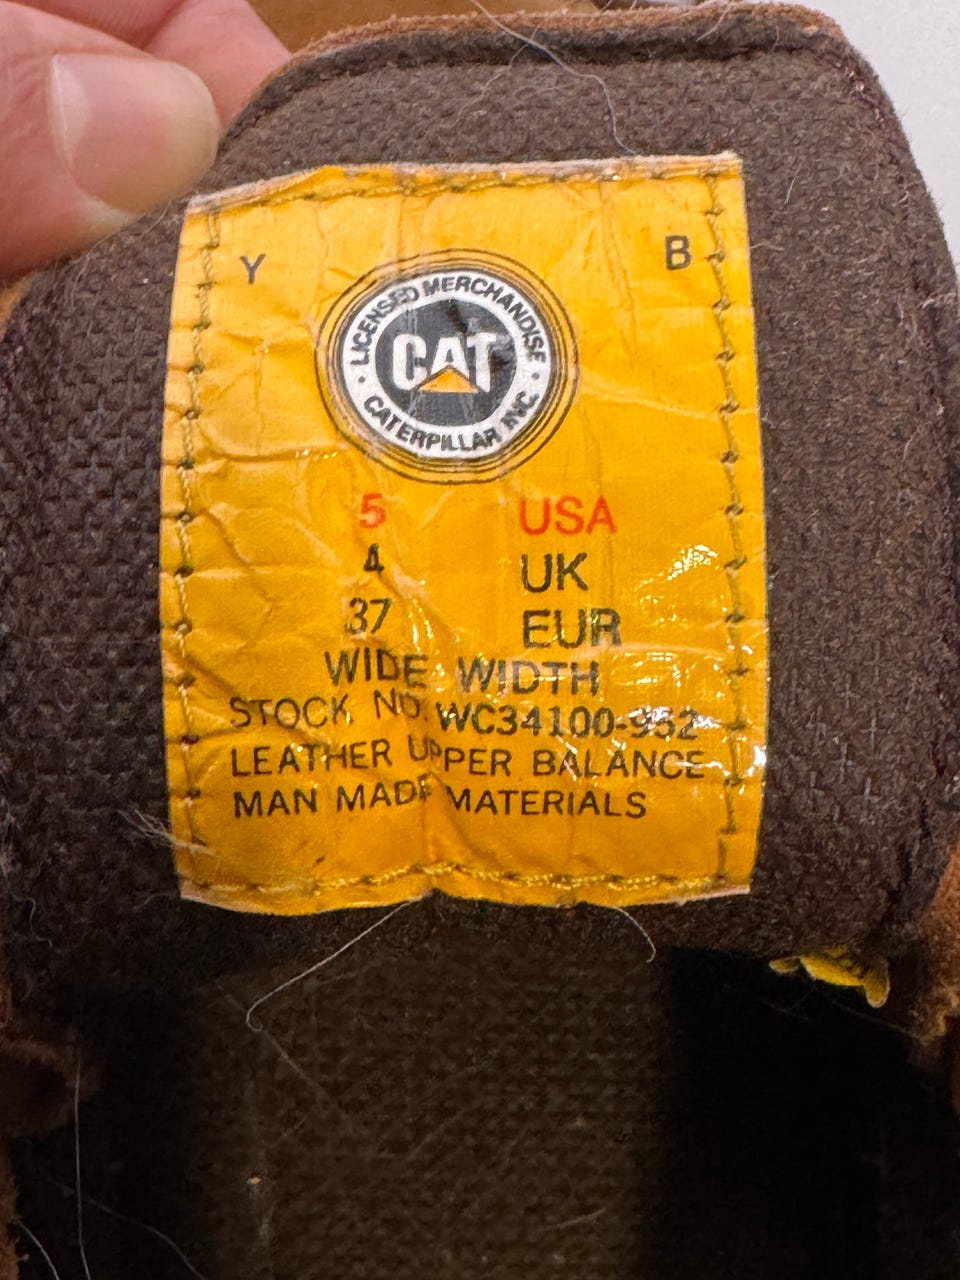 Y B
LICENSED MERCHANDISE
CAT
CATERPILLAR INC.
5 USA
4 UK
37 EUR
WIDE WIDTH
STOCK NO. WC34100-952
LEATHER UPPER BALANCE
MAN MADE MATERIALS